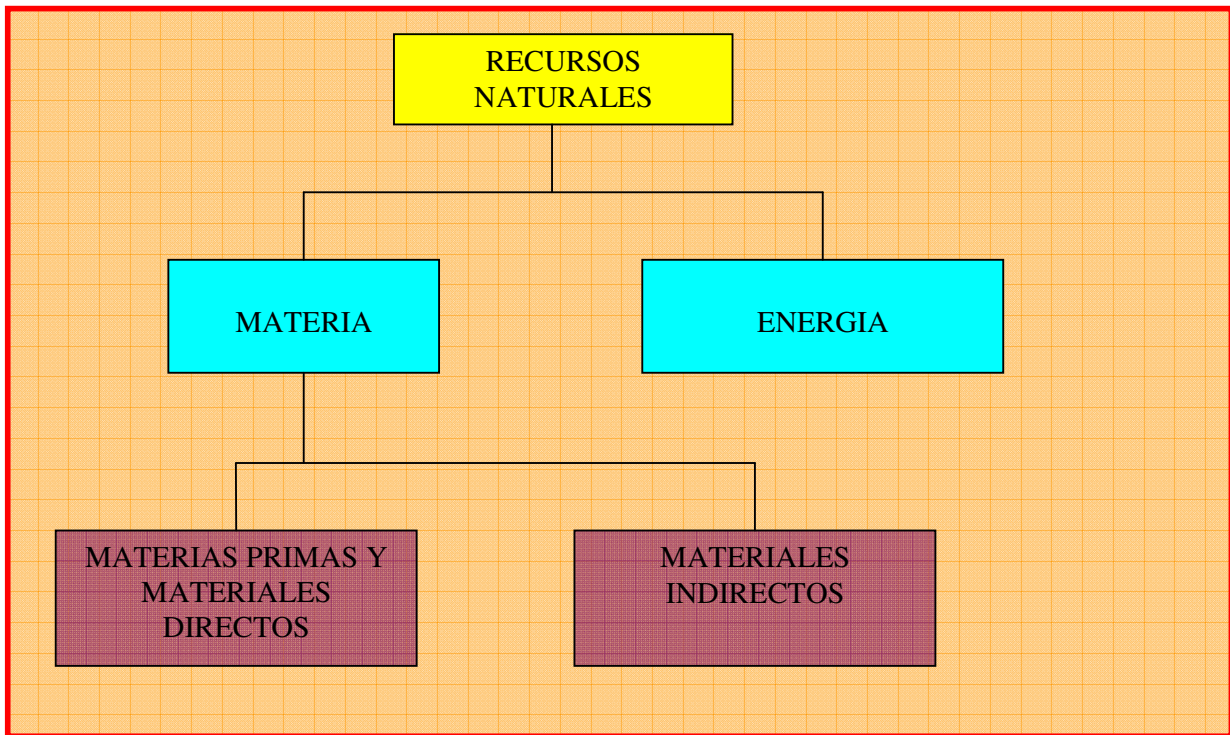 RECURSOS
NATURALES
MATERIA
ENERGIA
MATERIAS PRIMAS Y
MATERIALES
DIRECTOS
MATERIALES
INDIRECTOS